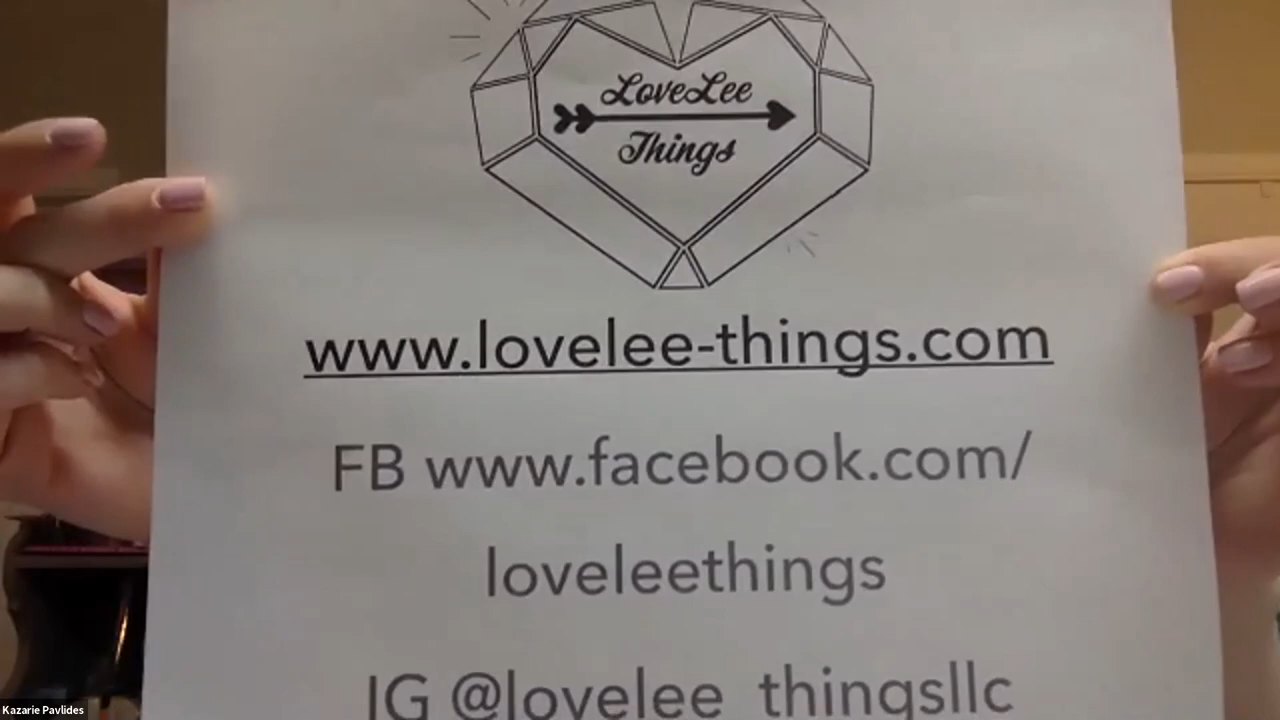 LoveLee
Things
www.lovelee-things.com
FB www.facebook.com/
loveleethings
IG @lovelee_thingsllc
Kazarie Pavlides